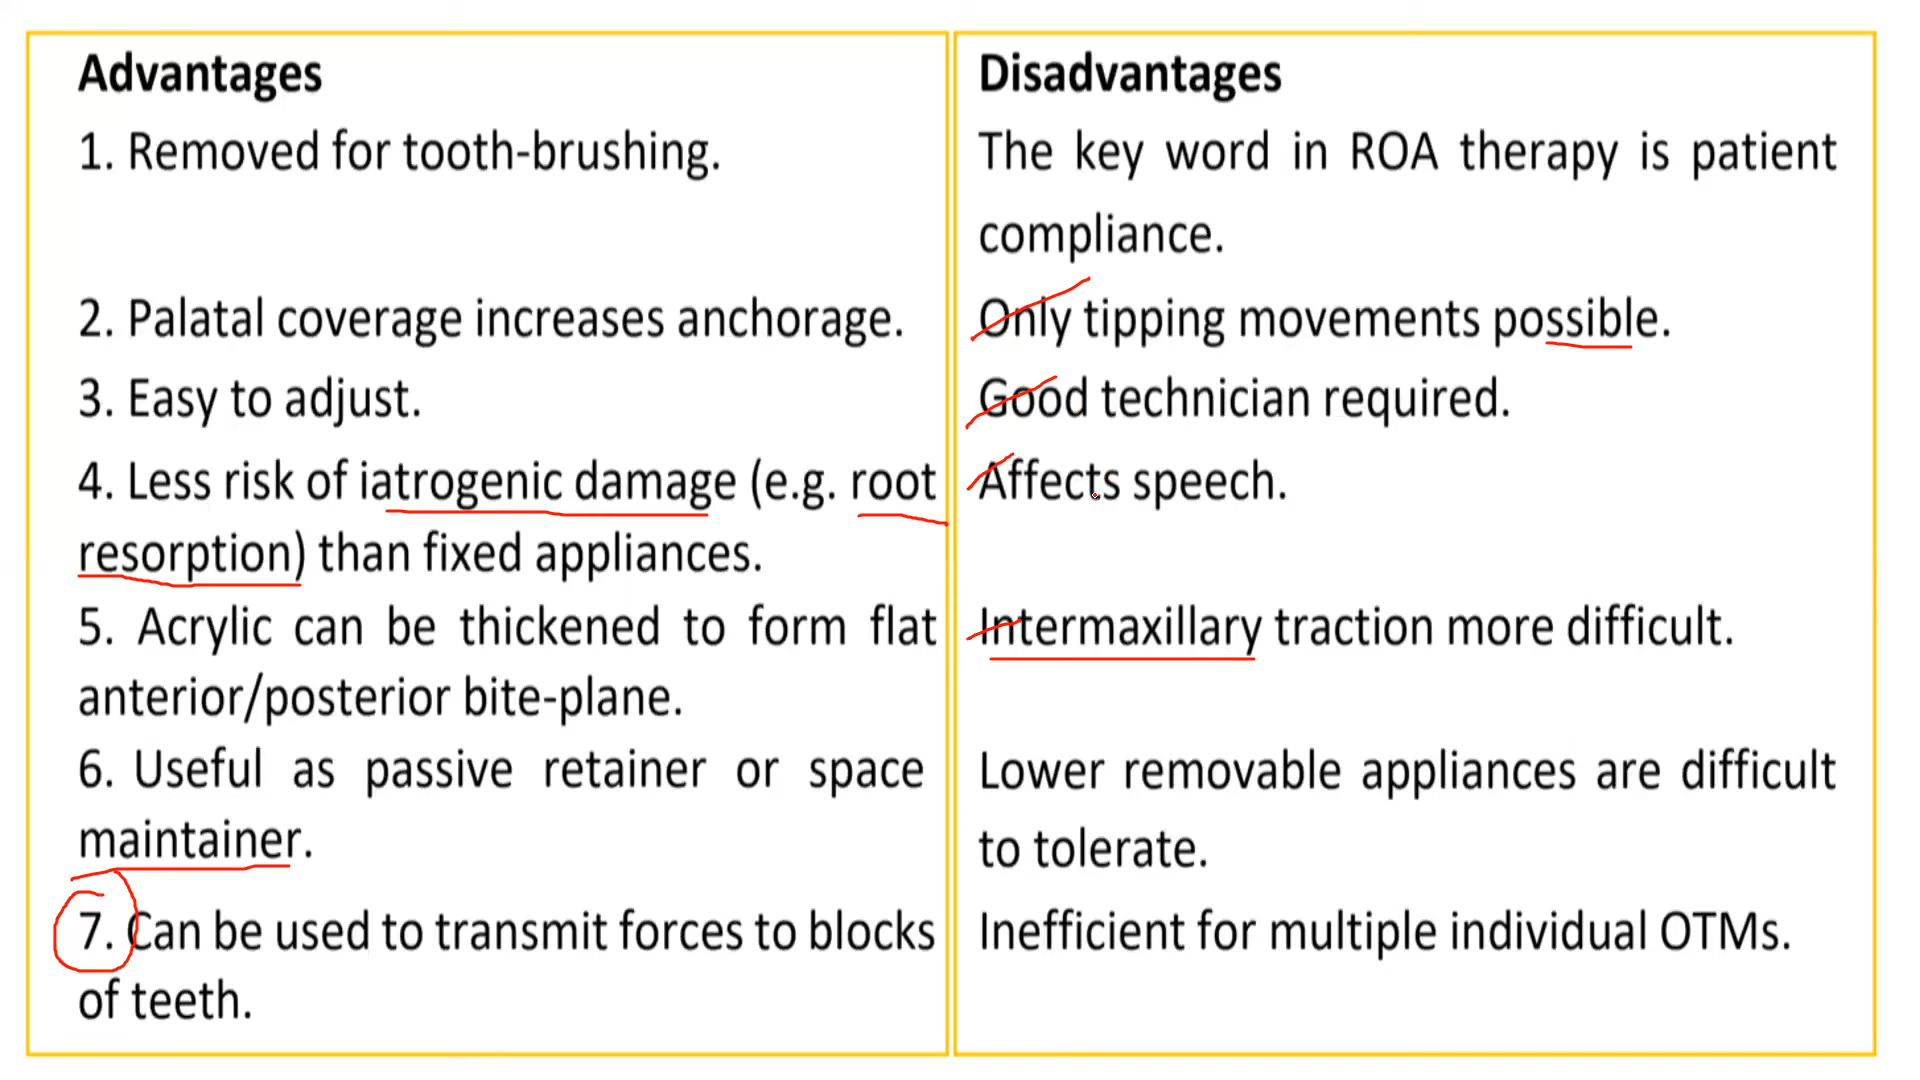 Advantages
1. Removed for tooth-brushing.
2. Palatal coverage increases anchorage.
3. Easy to adjust.
4. Less risk of iatrogenic damage (e.g. root
resorption) than fixed appliances.
5. Acrylic can be thickened to form flat
anterior/posterior bite-plane.
6. Useful as passive retainer or space
maintainer.
7. Can be used to transmit forces to blocks
of teeth.
Disadvantages
The key word in ROA therapy is patient
compliance.
Only tipping movements possible.
Good technician required.
Affects speech.
Intermaxillary traction more difficult.
Lower removable appliances are difficult
to tolerate.
Inefficient for multiple individual OTMs.